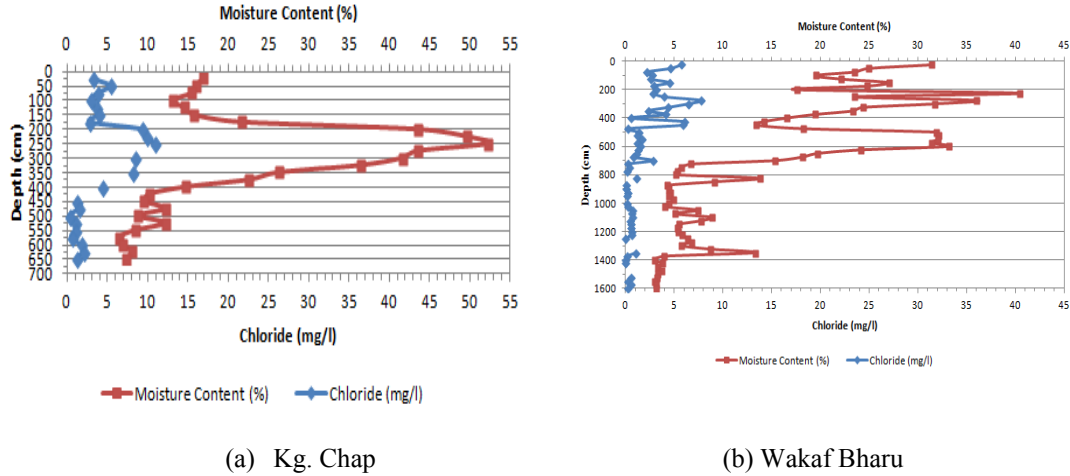 Moisture Content (%)
0 5 10 15 20 25 30 35 40 45 50 55
Depth (cm)
0
50
100
150
200
250
300
350
400
450
500
550
600
650
700
0 5 10 15 20 25 30 35 40 45 50 55
Chloride (mg/l)
Moisture Content (%) Chloride (mg/l)
(a) Kg. Chap
Moisture Content (%)
0 5 10 15 20 25 30 35 40 45
Depth (cm)
0
200
400
600
800
1000
1200
1400
1600
0 5 10 15 20 25 30 35 40 45
Chloride (mg/l)
Moisture Content (%) Chloride (mg/l)
(b) Wakaf Bharu